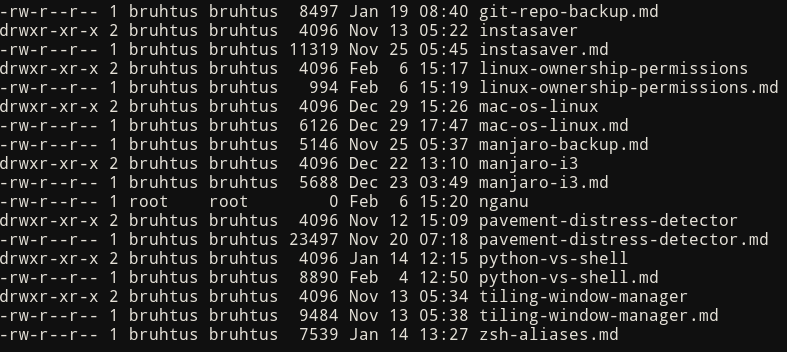 -rw-r--r-- 1 bruhtus bruhtus  8497 Jan 19 08:40 git-repo-backup.md
drwxr-xr-x 2 bruhtus bruhtus  4096 Nov 13 05:22 instasaver
-rw-r--r-- 1 bruhtus bruhtus 11319 Nov 25 05:45 instasaver.md
drwxr-xr-x 2 bruhtus bruhtus  4096 Feb  6 15:17 linux-ownership-permissions
-rw-r--r-- 1 bruhtus bruhtus   994 Feb  6 15:19 linux-ownership-permissions.md
drwxr-xr-x 2 bruhtus bruhtus  4096 Dec 29 15:26 mac-os-linux
-rw-r--r-- 1 bruhtus bruhtus  6126 Dec 29 17:47 mac-os-linux.md
-rw-r--r-- 1 bruhtus bruhtus  5146 Nov 25 05:37 manjaro-backup.md
drwxr-xr-x 2 bruhtus bruhtus  4096 Dec 22 13:10 manjaro-i3
-rw-r--r-- 1 bruhtus bruhtus  5688 Dec 23 03:49 manjaro-i3.md
-rw-r--r-- 1 root    root        0 Feb  6 15:20 nganu
drwxr-xr-x 2 bruhtus bruhtus  4096 Nov 12 15:09 pavement-distress-detector
-rw-r--r-- 1 bruhtus bruhtus 23497 Nov 20 07:18 pavement-distress-detector.md
drwxr-xr-x 2 bruhtus bruhtus  4096 Jan 14 12:15 python-vs-shell
-rw-r--r-- 1 bruhtus bruhtus  8890 Feb  4 12:50 python-vs-shell.md
drwxr-xr-x 2 bruhtus bruhtus  4096 Nov 13 05:34 tiling-window-manager
-rw-r--r-- 1 bruhtus bruhtus  9484 Nov 13 05:38 tiling-window-manager.md
-rw-r--r-- 1 bruhtus bruhtus  7539 Jan 14 13:27 zsh-aliases.md